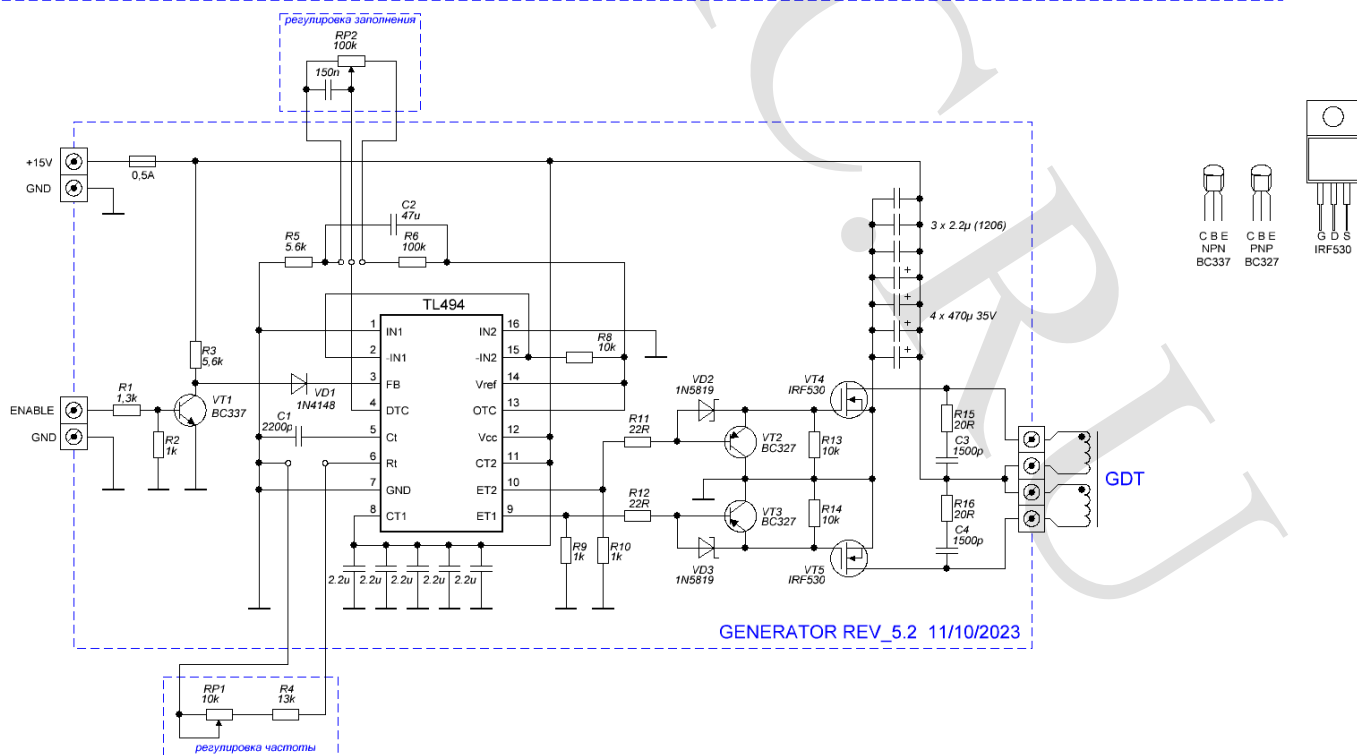 регулировка заполнения
RP2
100k
150n
+15V
GND
0,5A
C2
47u
R5
5.6k
R6
100k
3 x 2.2µ (1206)
4 x 470µ 35V
+
+
+
+
C B E
NPN
BC337
C B E
PNP
BC327
G D S
IRF530
TL494
1 IN1
2 -IN1
3 FB
4 DTC
5 Ct
6 Rt
7 GND
8 CT1
16 IN2
15 -IN2
14 Vref
13 OTC
12 Vcc
11 CT2
10 ET2
9 ET1
R8
10k
R3
5,6k
VD1
1N4148
ENABLE
GND
R1
1,3k
VT1
BC337
R2
1k
C1
2200p
R11
22R
R12
22R
VD2
1N5819
VT4
IRF530
VT2
BC327
R13
10k
VT3
BC327
R14
10k
VD3
1N5819
VT5
IRF530
R15
20R
C3
1500p
R16
20R
C4
1500p
GDT
R9
1k
R10
1k
2.2u 2.2u 2.2u 2.2u 2.2u
GENERATOR REV_5.2 11/10/2023
RP1
10k
R4
13k
регулировка частоты
C.RU